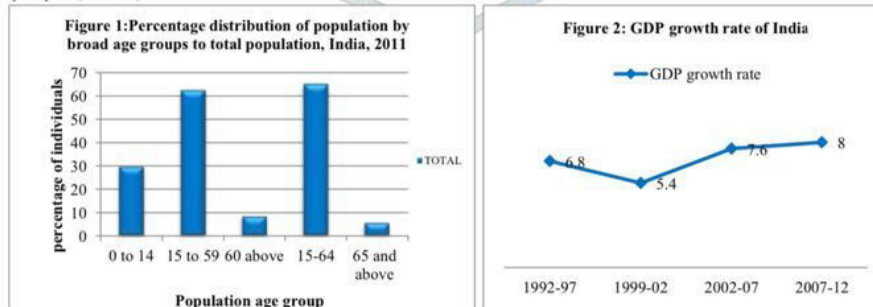 Figure 1:Percentage distribution of population by
broad age groups to total population, India, 2011
percentage of individuals
70
60
50
40
30
20
10
0
TOTAL
0 to 14 15 to 59 60 above 15-64 65 and
above
Population age group
Figure 2: GDP growth rate of India
GDP growth rate
6.8
5.4
7.6
8
1992-97 1999-02 2002-07 2007-12